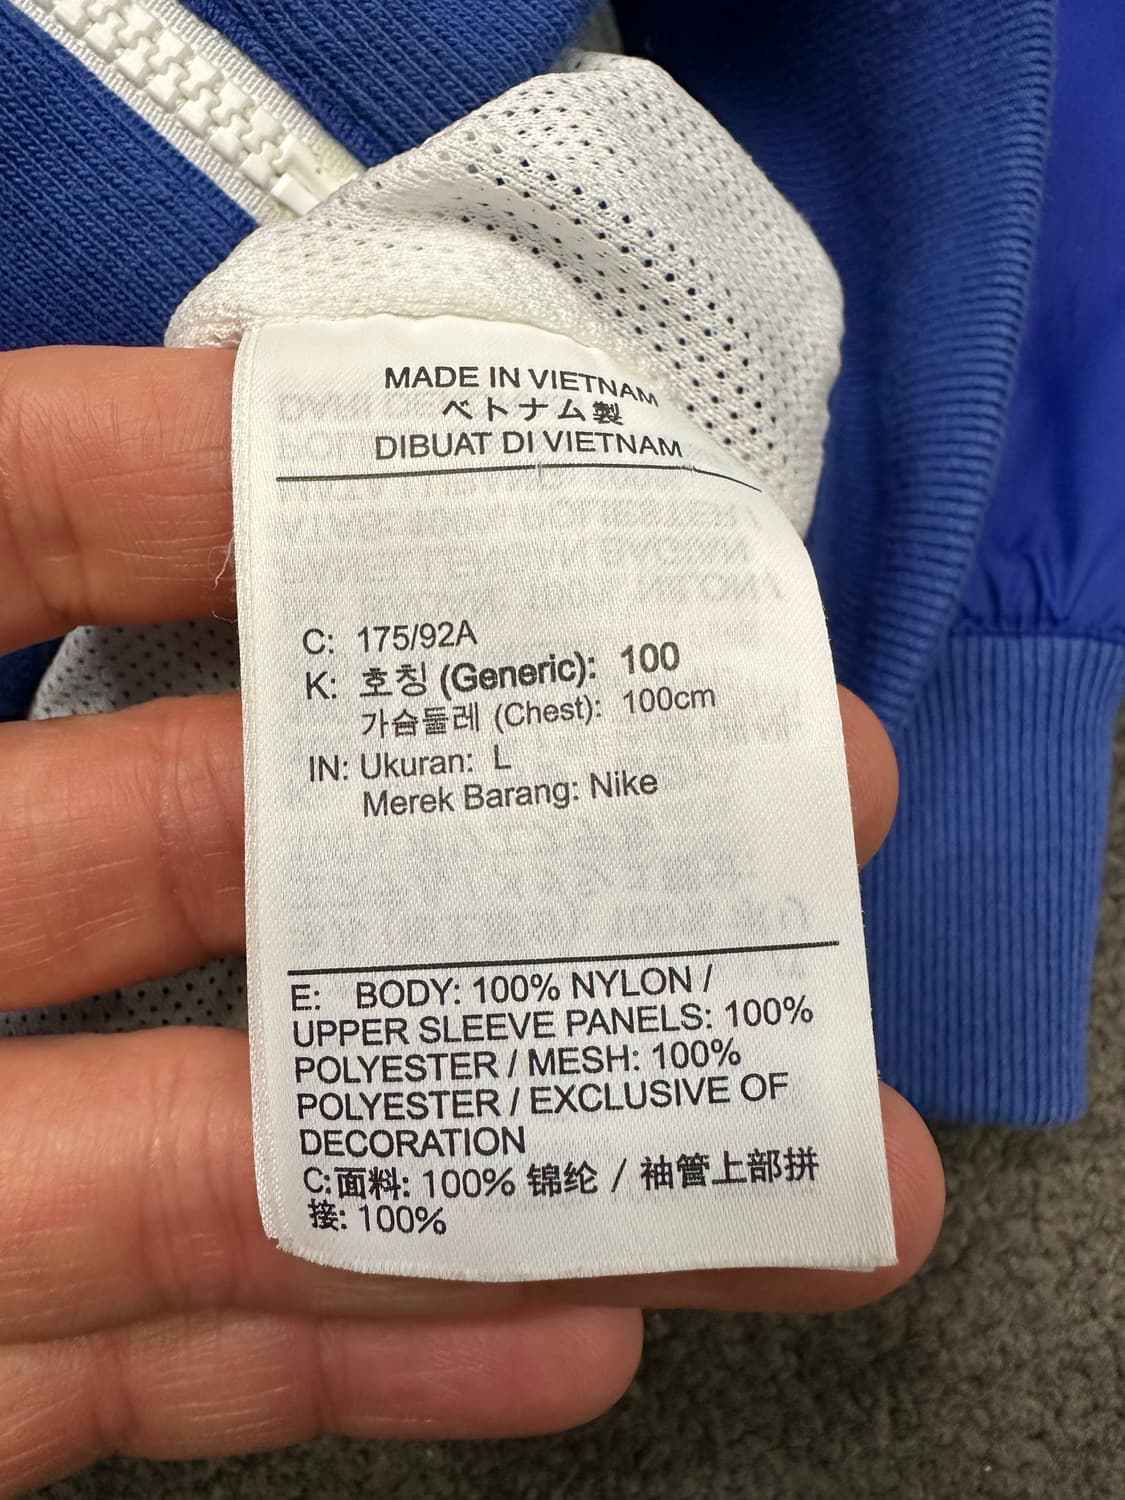 MADE IN VIETNAM
ベトナム製
DIBUAT DI VIETNAM
C: 175/92A
K: 호칭 (Generic): 100
가슴둘레 (Chest): 100cm
IN: Ukuran: L
Merek Barang: Nike
E: BODY: 100% NYLON /
UPPER SLEEVE PANELS: 100%
POLYESTER / MESH: 100%
POLYESTER / EXCLUSIVE OF
DECORATION
C:面料: 100% 锦纶 / 袖管上部拼
接: 100%